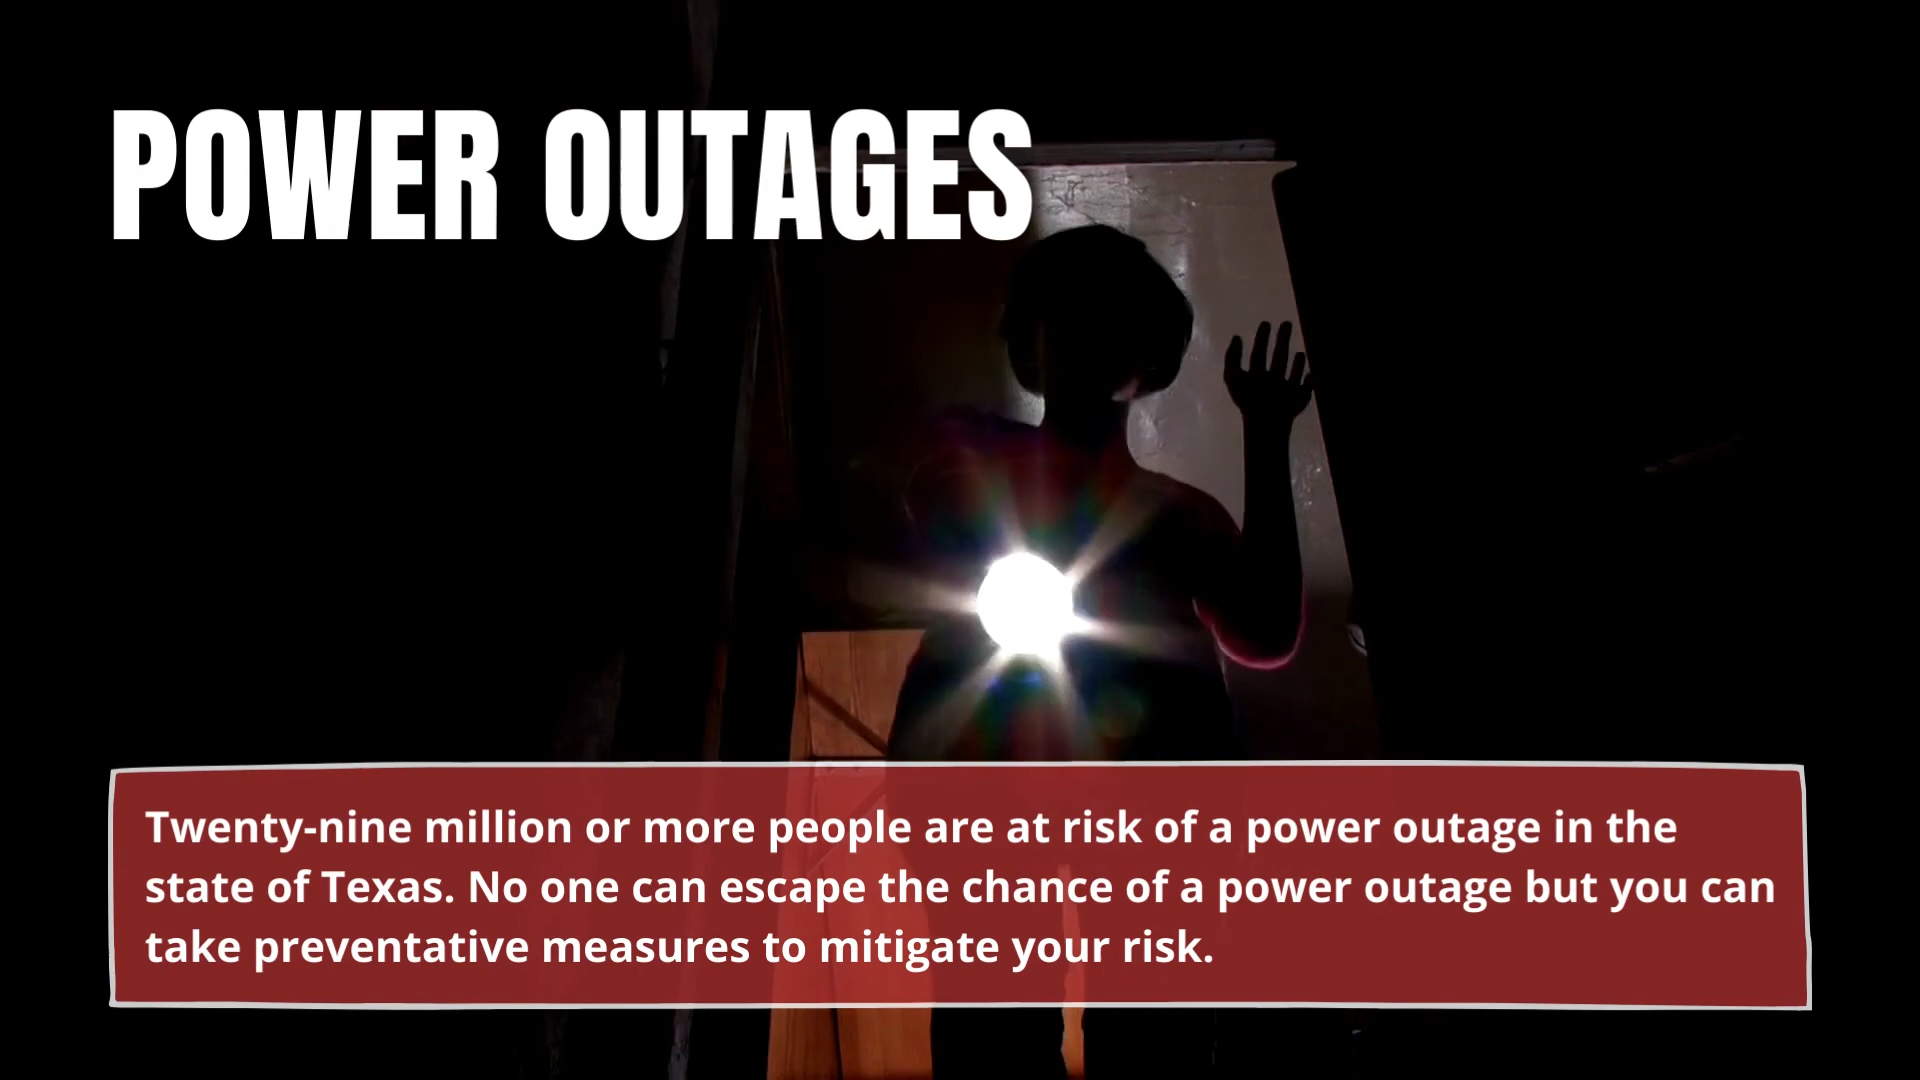 POWER OUTAGES
Twenty-nine million or more people are at risk of a power outage in the
state of Texas. No one can escape the chance of a power outage but you can
take preventative measures to mitigate your risk.